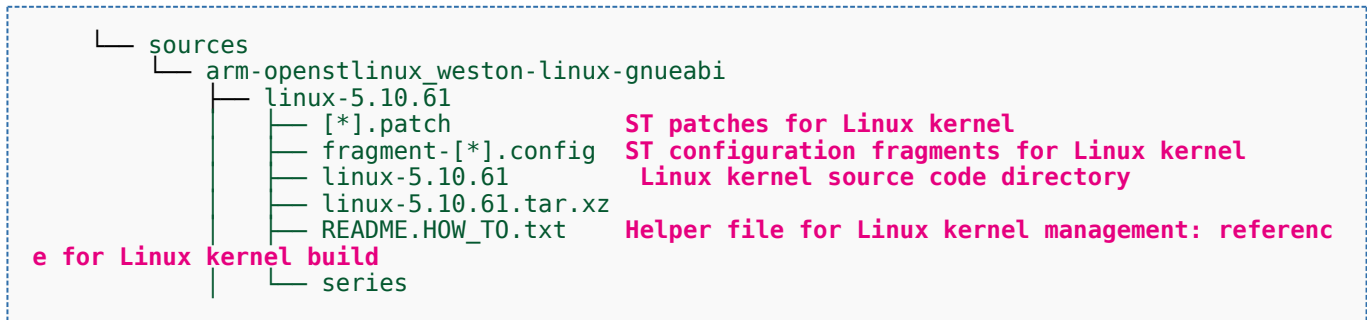 └── sources
    └── arm-openstlinux_weston-linux-gnueabi
        ├── linux-5.10.61
        │   ├── [*].patch           ST patches for Linux kernel
        │   ├── fragment-[*].config  ST configuration fragments for Linux kernel
        │   ├── linux-5.10.61        Linux kernel source code directory
        │   ├── linux-5.10.61.tar.xz
        │   ├── README.HOW_TO.txt    Helper file for Linux kernel management: referenc
e for Linux kernel build
        │   └── series